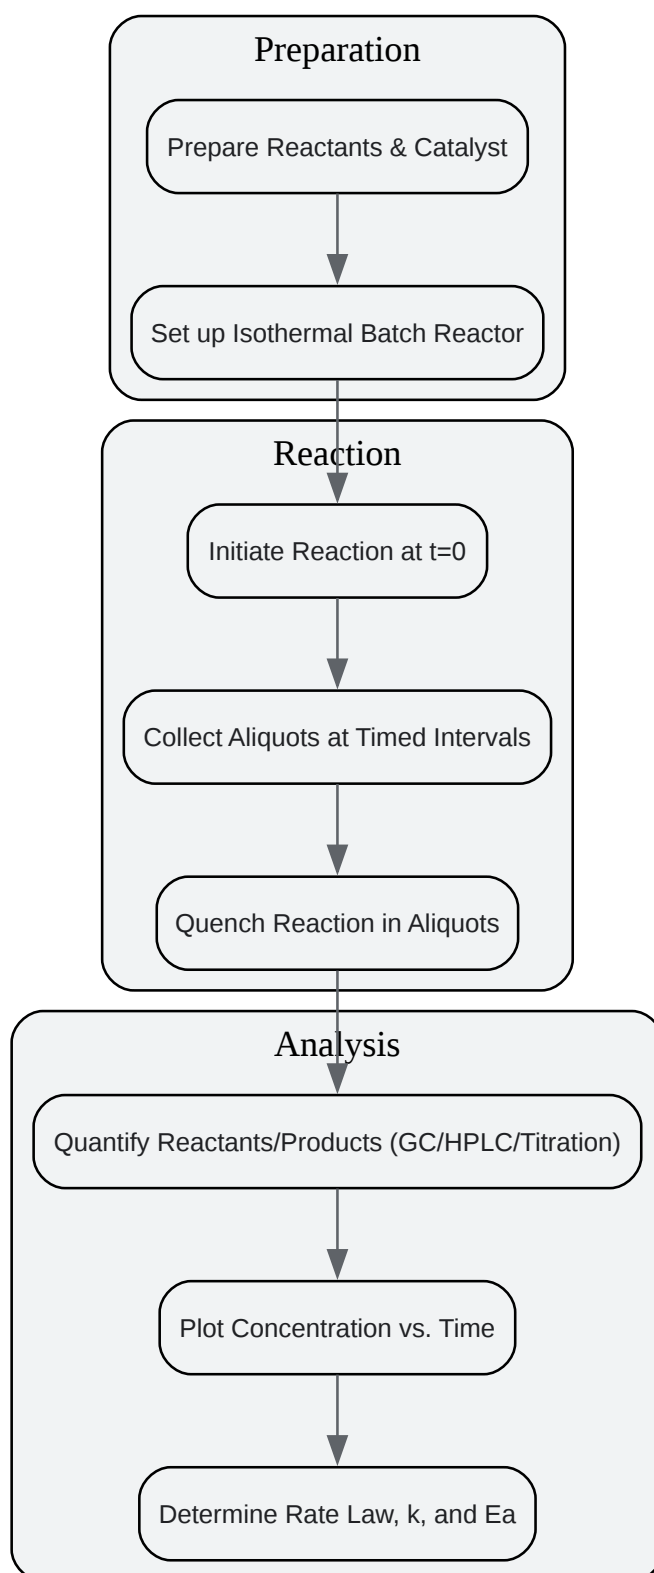 Preparation
Prepare Reactants & Catalyst
Set up Isothermal Batch Reactor
Reaction
Initiate Reaction at t=0
Collect Aliquots at Timed Intervals
Quench Reaction in Aliquots
Analysis
Quantify Reactants/Products (GC/HPLC/Titration)
Plot Concentration vs. Time
Determine Rate Law, k, and Ea